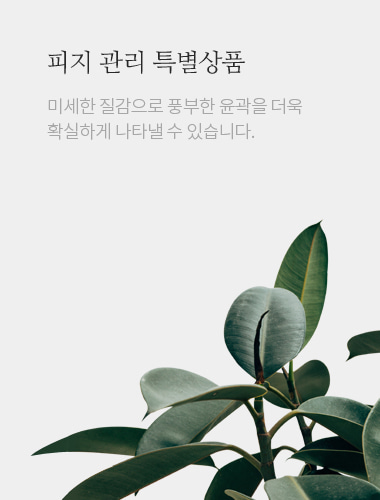 피지 관리 특별상품
미세한 질감으로 풍부한 윤곽을 더욱
확실하게 나타낼 수 있습니다.